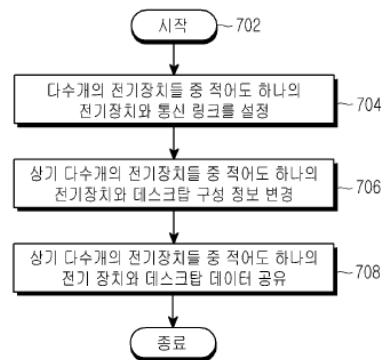 시작
702
다수개의 전기장치들 중 적어도 하나의
전기장치와 통신 링크를 설정
704
상기 다수개의 전기장치들 중 적어도 하나의
전기장치와 데스크탑 구성 정보 변경
706
상기 다수개의 전기장치들 중 적어도 하나의
전기 장치와 데스크탑 데이터 공유
708
종료